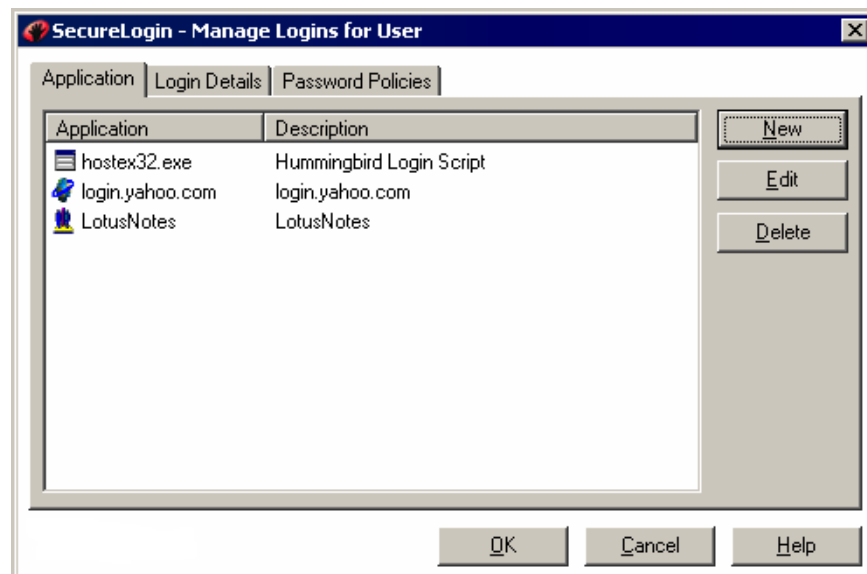 SecureLogin - Manage Logins for User
Application Login Details Password Policies
Application Description
hostex32.exe Hummingbird Login Script
login.yahoo.com login.yahoo.com
LotusNotes LotusNotes
New
Edit
Delete
OK Cancel Help